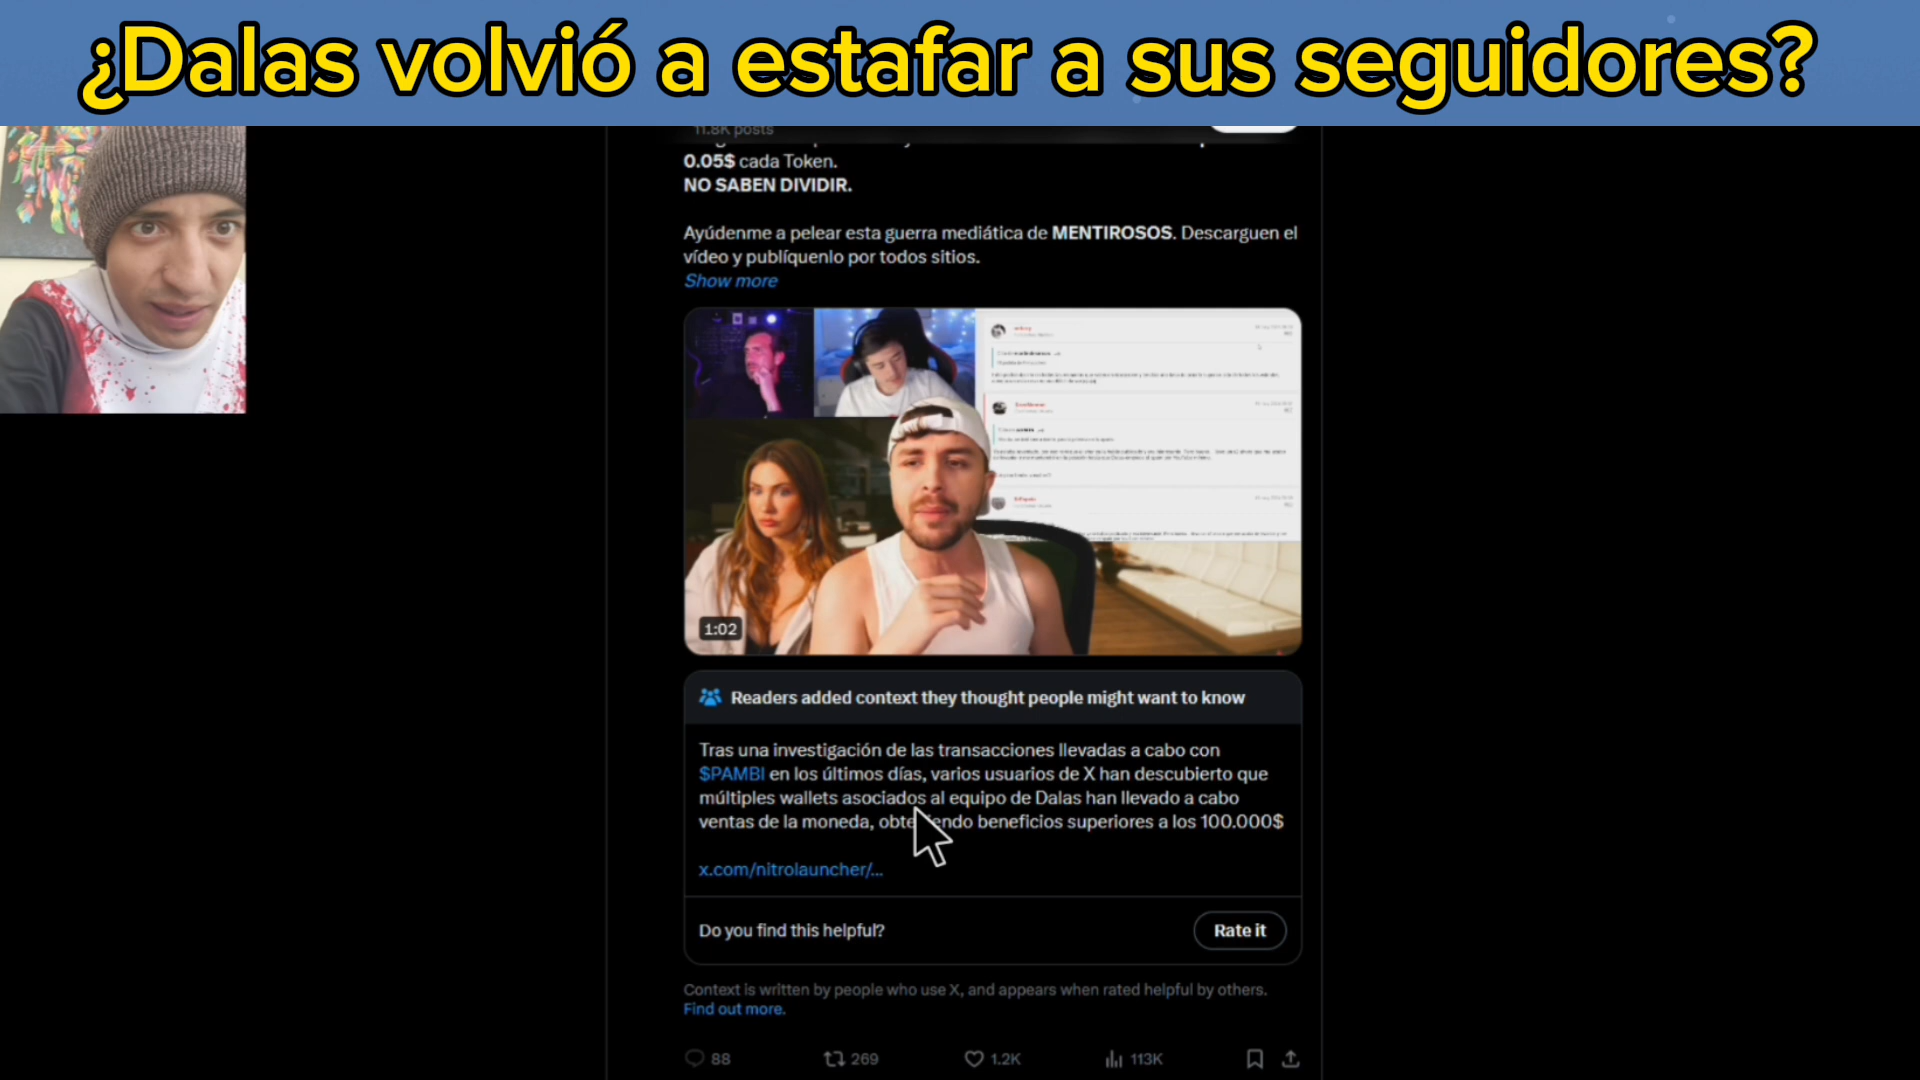 ¿Dalas volvió a estafar a sus seguidores?
11.8K posts
0.05$ cada Token.
NO SABEN DIVIDIR.
Ayúdenme a pelear esta guerra mediática de MENTIROSOS. Descarguen el
vídeo y publíquenlo por todos sitios.
Show more
1:02
Readers added context they thought people might want to know
Tras una investigación de las transacciones llevadas a cabo con
$PAMBI en los últimos días, varios usuarios de X han descubierto que
múltiples wallets asociados al equipo de Dalas han llevado a cabo
ventas de la moneda, obteniendo beneficios superiores a los 100.000$
x.com/nitrolauncher/...
Do you find this helpful?
Rate it
Context is written by people who use X, and appears when rated helpful by others.
Find out more.
88
269
1.2K
113K